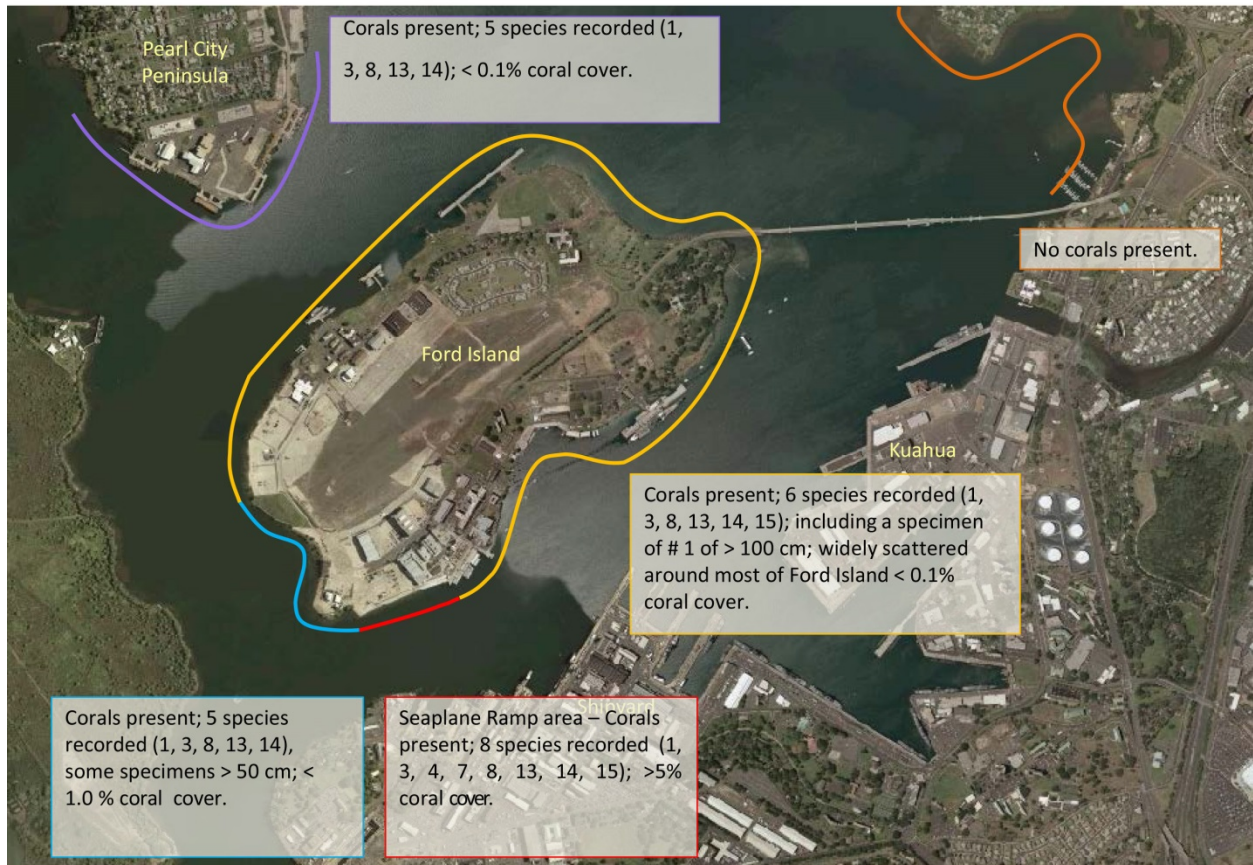 Pearl City
Peninsula
Corals present; 5 species recorded (1,
3, 8, 13, 14); < 0.1% coral cover.
No corals present.
Ford Island
Kuahua
Corals present; 6 species recorded (1,
3, 8, 13, 14, 15); including a specimen
of # 1 of > 100 cm; widely scattered
around most of Ford Island < 0.1%
coral cover.
Shipyard
Corals present; 5 species
recorded (1, 3, 8, 13, 14),
some specimens > 50 cm; <
1.0 % coral cover.
Seaplane Ramp area – Corals
present; 8 species recorded (1,
3, 4, 7, 8, 13, 14, 15); >5%
coral cover.